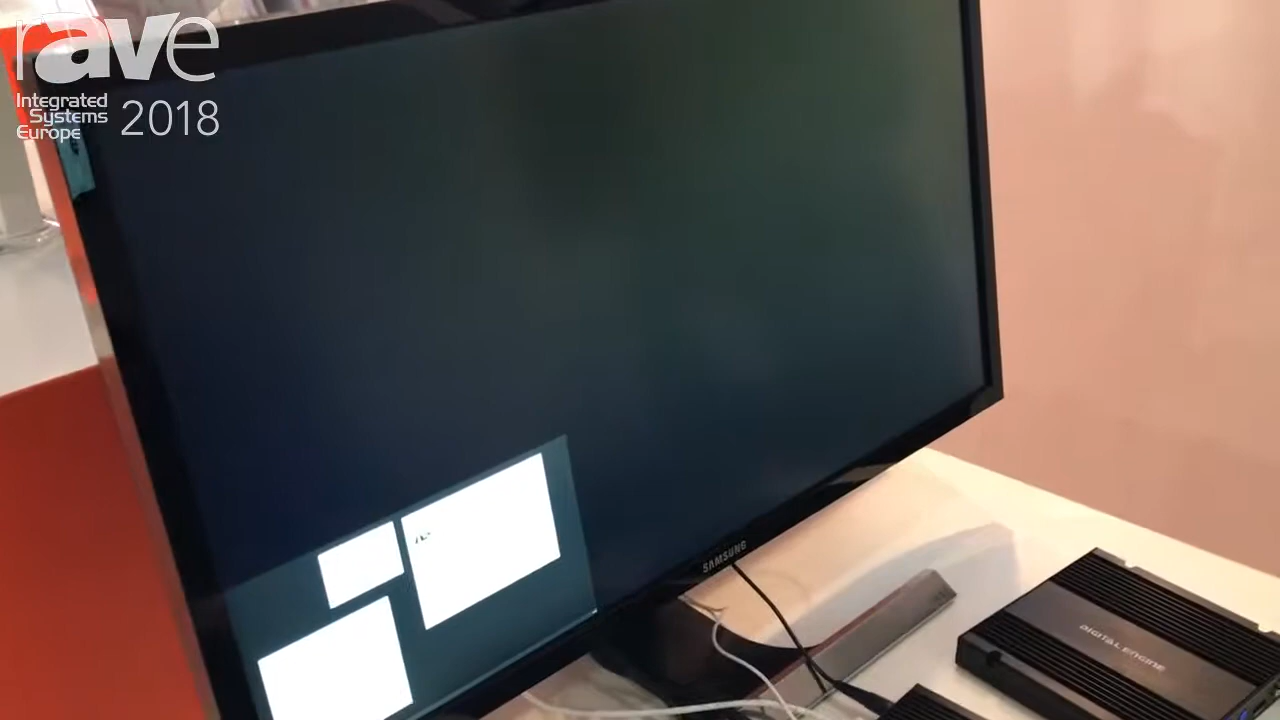 rAVe
Integrated
Systems
Europe
2018
SAMSUNG
DIGITAL ENGINE